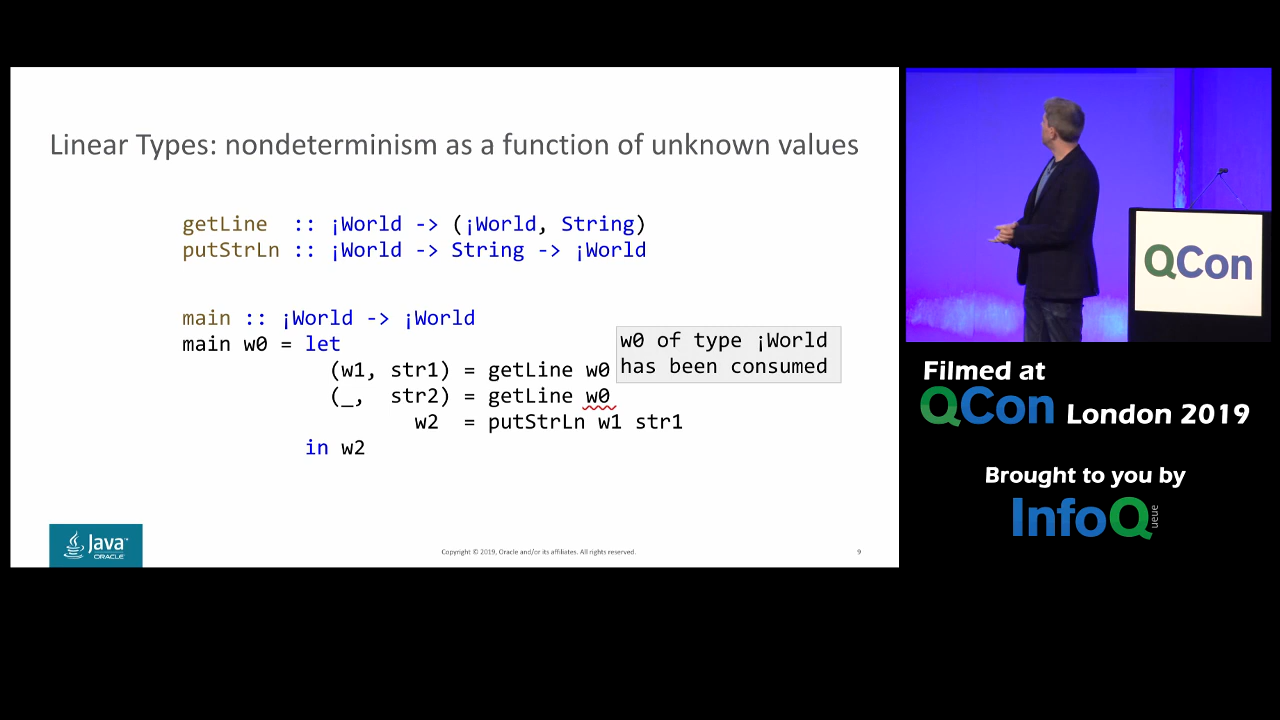 Linear Types: nondeterminism as a function of unknown values
getLine :: ¡World -> (¡World, String)
putStrLn :: ¡World -> String -> ¡World
main :: ¡World -> ¡World
main w0 = let
(w1, str1) = getLine w0
(_, str2) = getLine w0
w2 = putStrLn w1 str1
in w2
w0 of type ¡World
has been consumed
Java™
ORACLE
Copyright © 2019, Oracle and/or its affiliates. All rights reserved.
9
QCon
Filmed at
QCon London 2019
Brought to you by
InfoQ
ueue